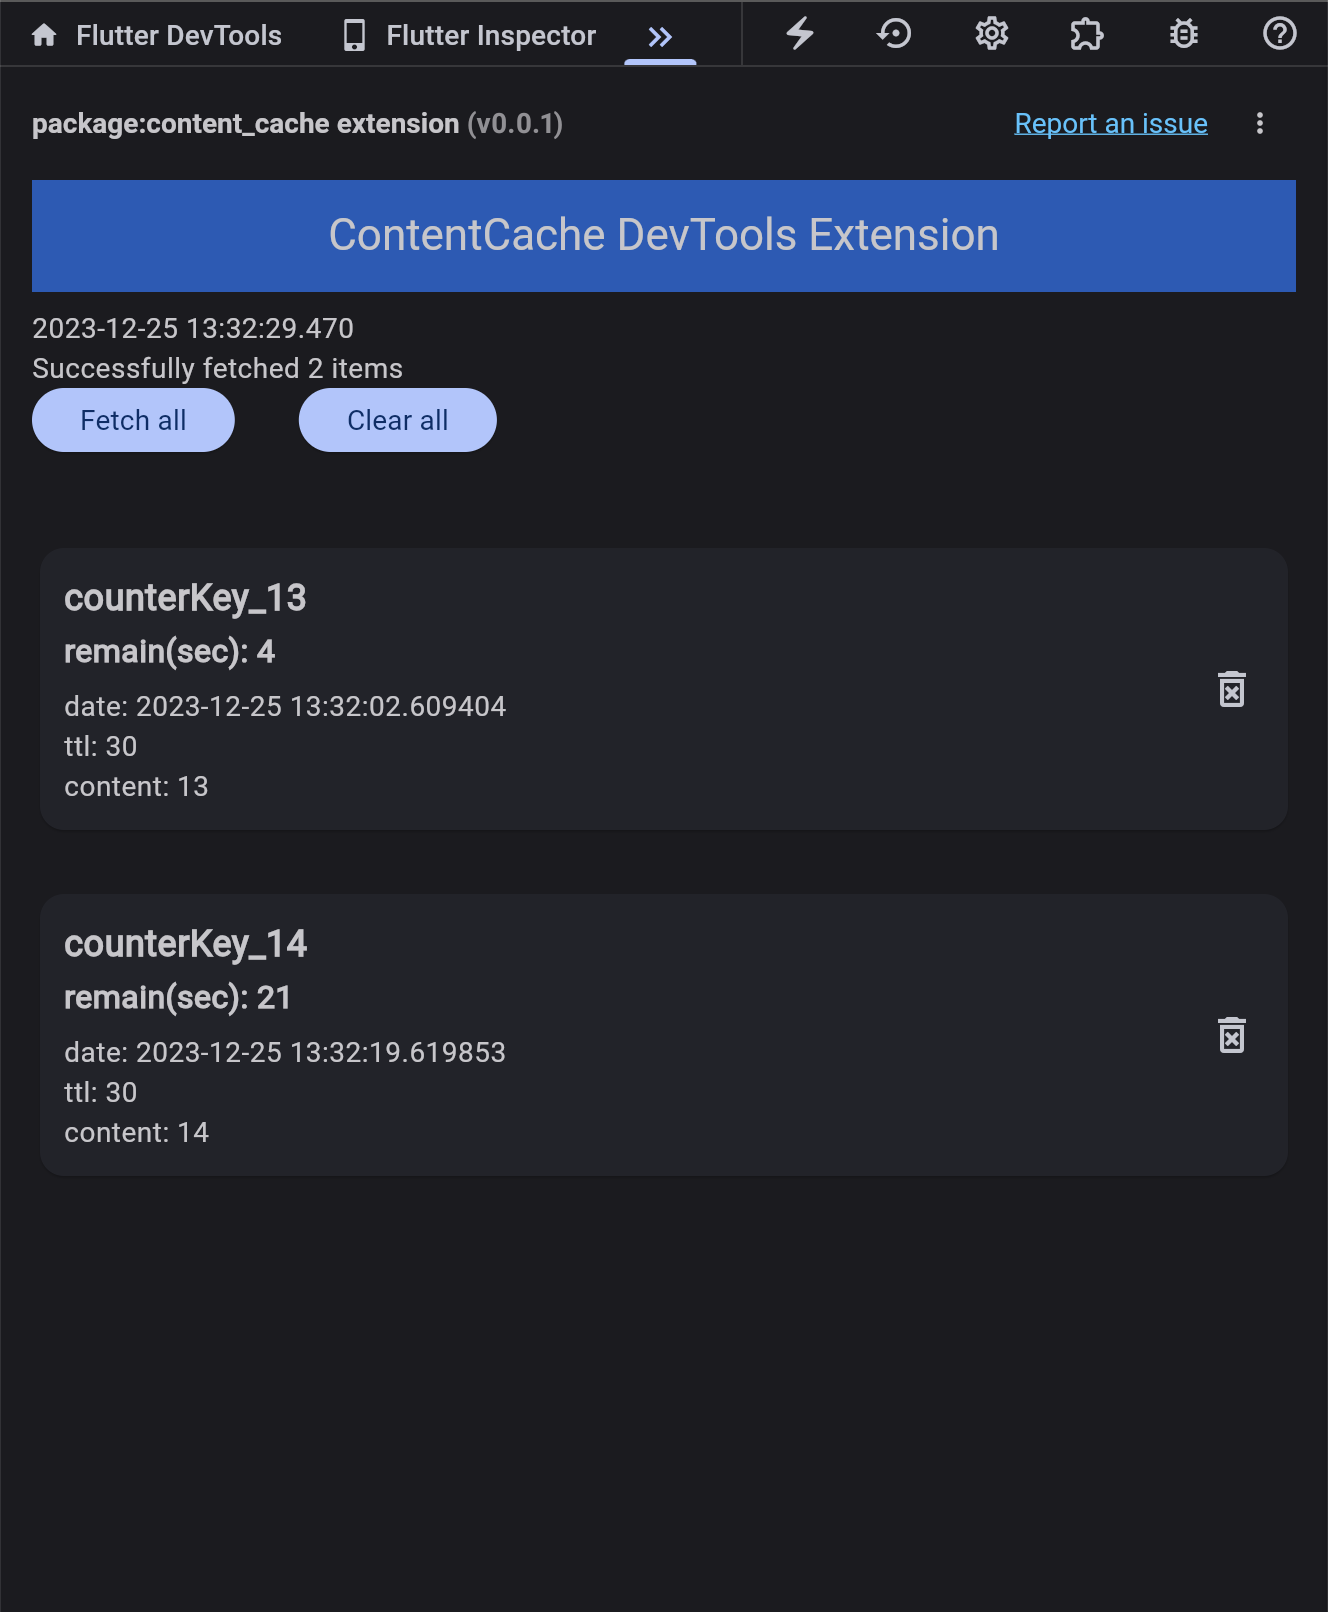 Flutter DevTools Flutter Inspector
package:content_cache extension (v0.0.1) Report an issue
ContentCache DevTools Extension
2023-12-25 13:32:29.470
Successfully fetched 2 items
Fetch all Clear all
counterKey_13
remain(sec): 4
date: 2023-12-25 13:32:02.609404
ttl: 30
content: 13
counterKey_14
remain(sec): 21
date: 2023-12-25 13:32:19.619853
ttl: 30
content: 14